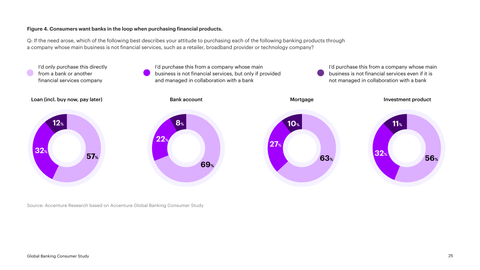 Figure 4. Consumers want banks in the loop when purchasing financial products.
Q: If the need arose, which of the following best describes your attitude to purchasing each of the following banking products through
a company whose main business is not financial services, such as a retailer, broadband provider or technology company?
I'd only purchase this directly
from a bank or another
financial services company
I'd purchase this from a company whose main
business is not financial services, but only if provided
and managed in collaboration with a bank
I'd purchase this from a company whose main
business is not financial services even if it is
not managed in collaboration with a bank
Loan (incl. buy now, pay later)
Bank account
Mortgage
Investment product
12%
32%
57%
8%
22%
69%
10%
27%
63%
11%
32%
56%
Source: Accenture Research based on Accenture Global Banking Consumer Study
Global Banking Consumer Study
25